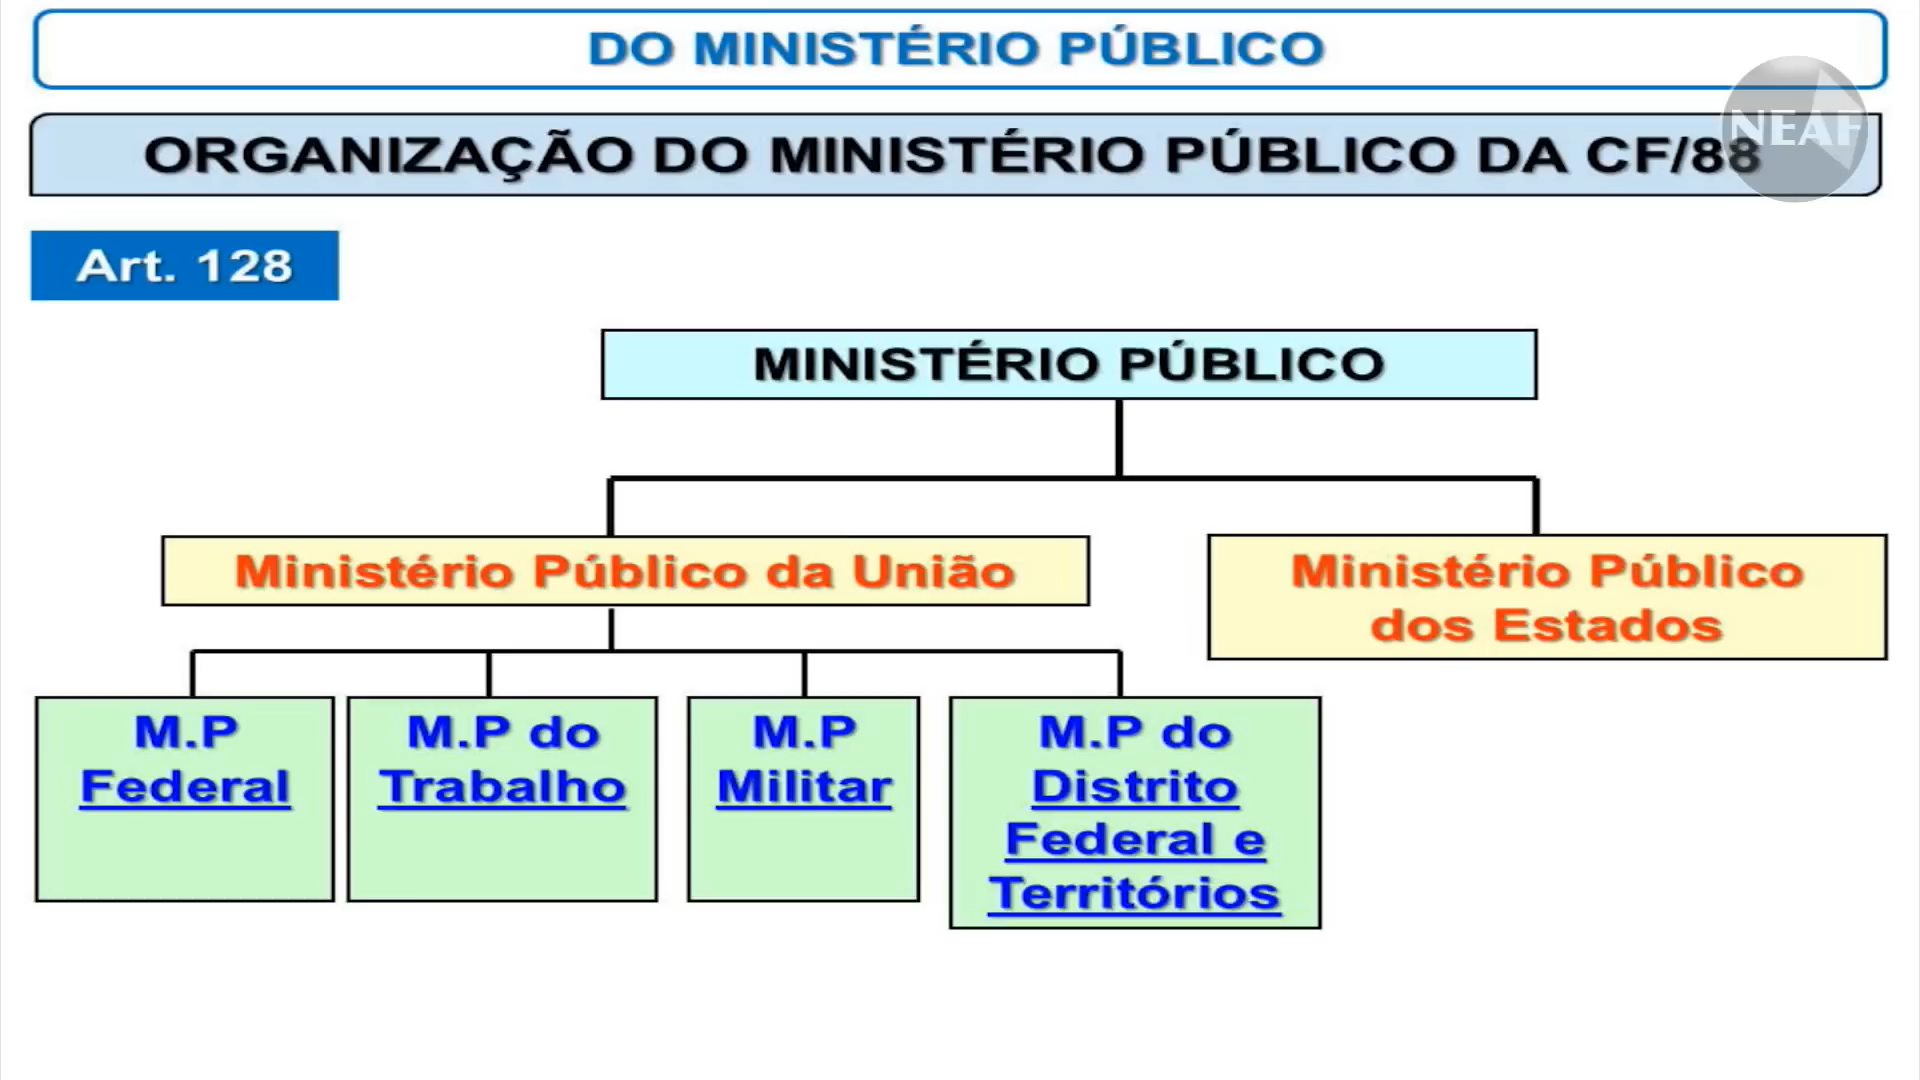 DO MINISTÉRIO PÚBLICO
ORGANIZAÇÃO DO MINISTÉRIO PÚBLICO DA CF/88
NEAF
Art. 128
MINISTÉRIO PÚBLICO
Ministério Público da União
Ministério Público
dos Estados
M.P
Federal
M.P do
Trabalho
M.P
Militar
M.P do
Distrito
Federal e
Territórios